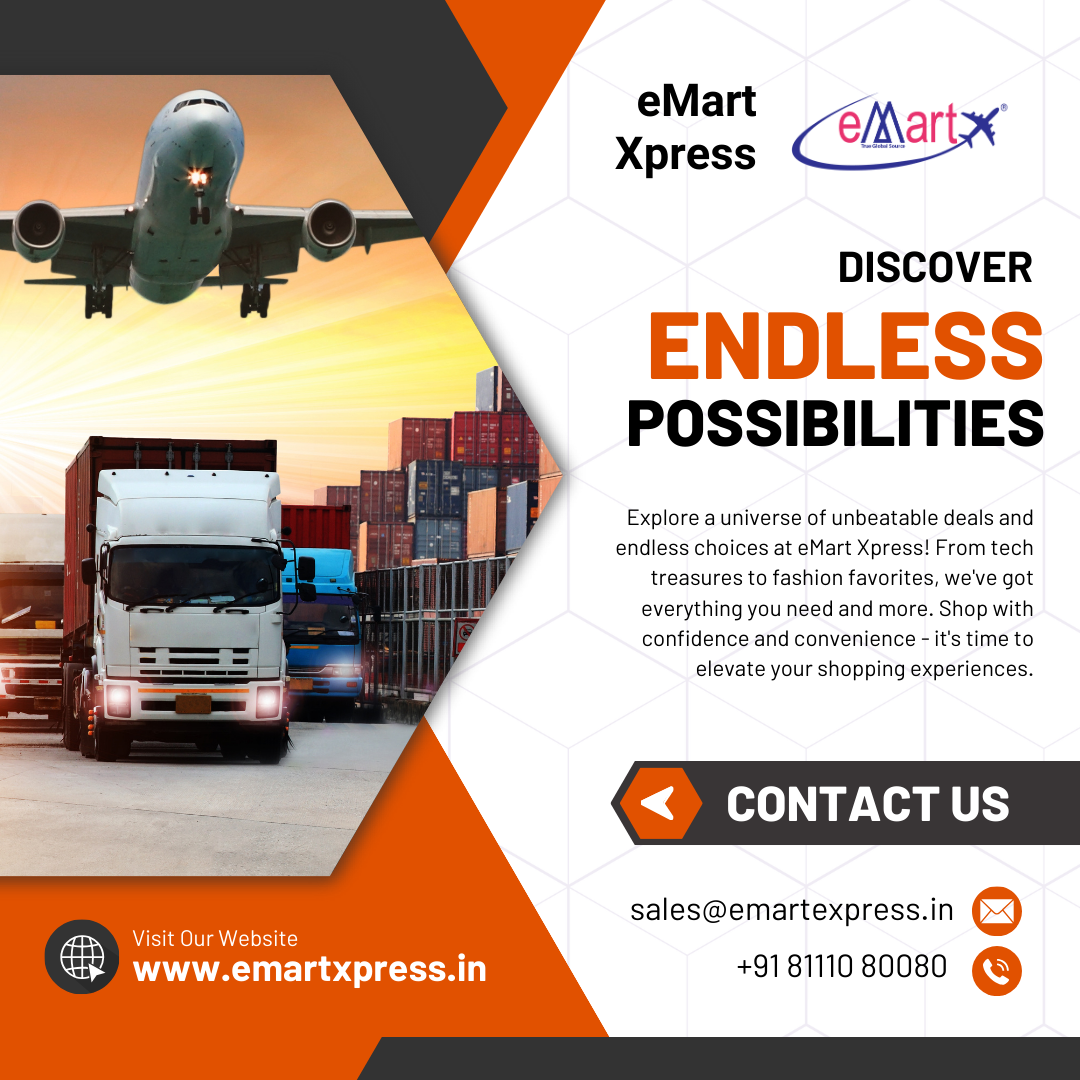 eMart
Xpress
eMartx®
True Global Source
DISCOVER
ENDLESS
POSSIBILITIES
Explore a universe of unbeatable deals and
endless choices at eMart Xpress! From tech
treasures to fashion favorites, we've got
everything you need and more. Shop with
confidence and convenience - it's time to
elevate your shopping experiences.
CONTACT US
sales@emartexpress.in
+91 81110 80080
Visit Our Website
www.emartxpress.in